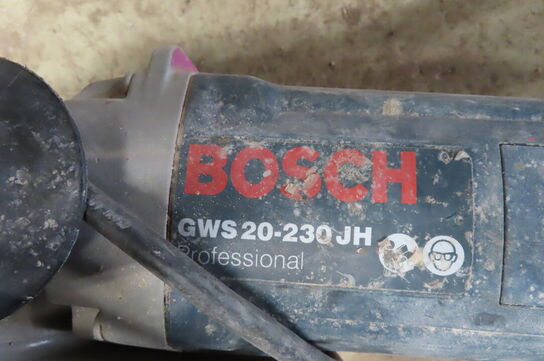 BOSCH
GWS 20-230 JH
Professional